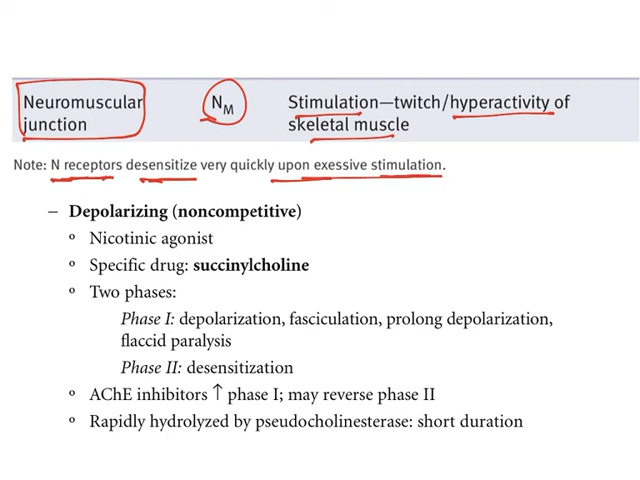 Neuromuscular N_M Stimulation—twitch/hyperactivity of
junction skeletal muscle
Note: N receptors desensitize very quickly upon exessive stimulation.
– Depolarizing (noncompetitive)
º Nicotinic agonist
º Specific drug: succinylcholine
º Two phases:
Phase I: depolarization, fasciculation, prolong depolarization,
flaccid paralysis
Phase II: desensitization
º AChE inhibitors ↑ phase I; may reverse phase II
º Rapidly hydrolyzed by pseudocholinesterase: short duration